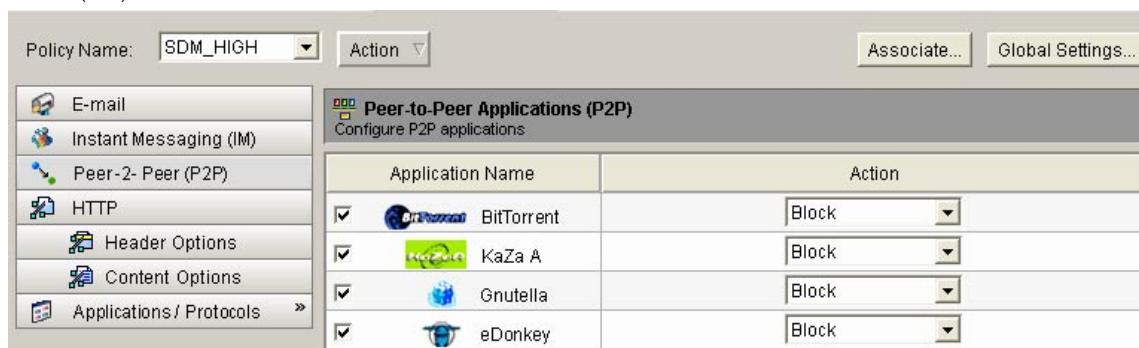 Policy Name: SDM_HIGH Action Associate... Global Settings...
E-mail
Instant Messaging (IM)
Peer-2- Peer (P2P)
HTTP
Header Options
Content Options
Applications / Protocols »
Peer-to-Peer Applications (P2P)
Configure P2P applications
Application Name Action
BitTorrent BitTorrent Block
KaZaA KaZa A Block
Gnutella Block
eDonkey Block